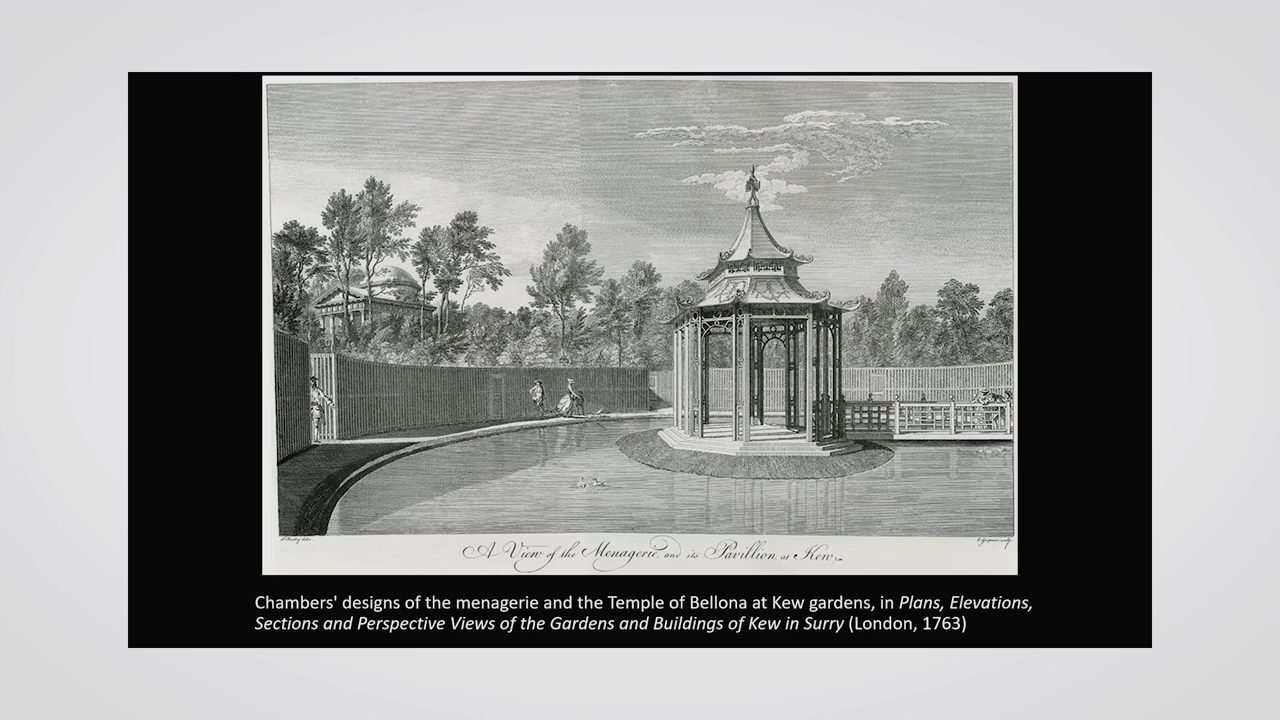 A View of the Menagerie, and its Pavillion, at Kew.
Chambers' designs of the menagerie and the Temple of Bellona at Kew gardens, in Plans, Elevations,
Sections and Perspective Views of the Gardens and Buildings of Kew in Surry (London, 1763)